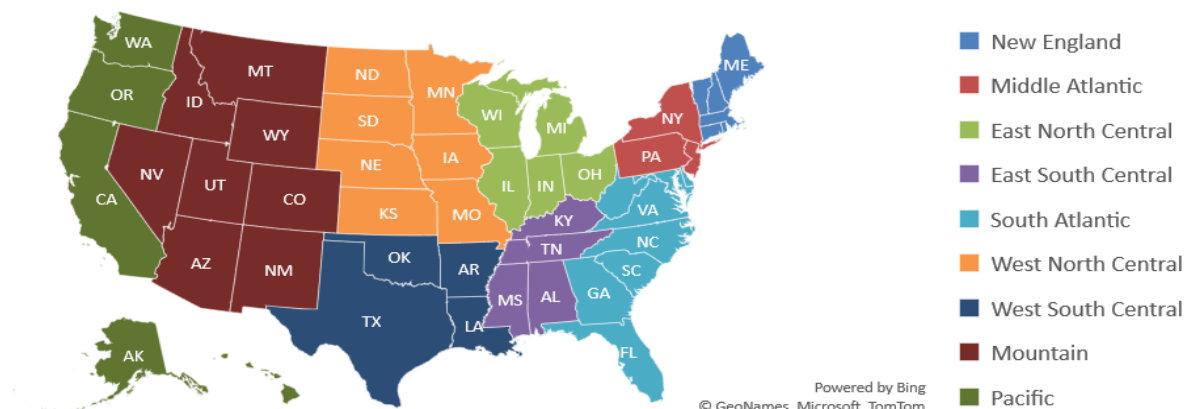 WA
OR
CA
AK
ID
NV
MT
WY
UT
CO
AZ
NM
ND
SD
NE
KS
MN
IA
MO
OK
AR
TX
LA
WI
MI
IL
IN
OH
KY
TN
MS
AL
NY
PA
VA
NC
SC
GA
FL
ME
New England
Middle Atlantic
East North Central
East South Central
South Atlantic
West North Central
West South Central
Mountain
Pacific
Powered by Bing
© GeoNames, Microsoft, TomTom